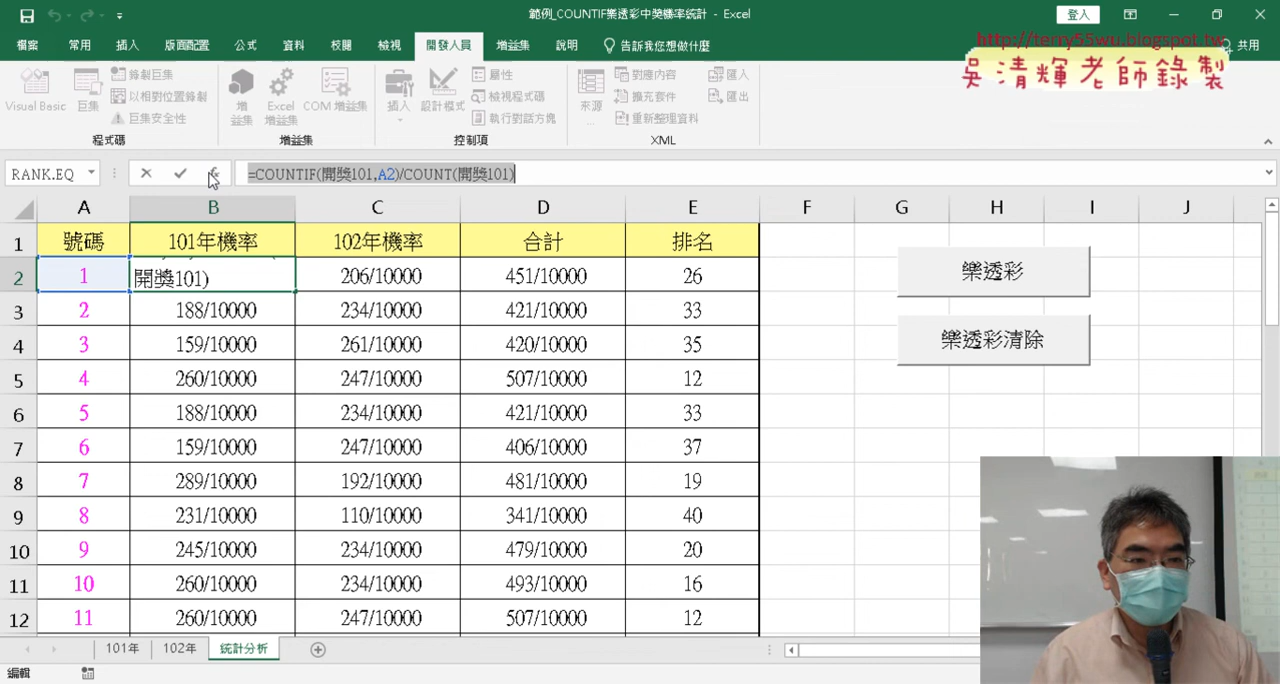 範例_COUNTIF樂透彩中獎機率統計 - Excel
登入
檔案 常用 插入 版面配置 公式 資料 校閱 檢視 開發人員 增益集 說明 告訴我您想做什麼 共用
http://terry55wu.blogspot.tw
吳清輝老師錄製
Visual Basic 巨集 錄製巨集 以相對位置錄製 巨集安全性
增益集 Excel 增益集 COM 增益集
插入 設計模式 屬性 檢視程式碼 執行對話方塊
來源 對應內容 擴充套件 重新整理資料 匯入 匯出
程式碼 增益集 控制項 XML
RANK.EQ =COUNTIF(開獎101,A2)/COUNT(開獎101)
A B C D E F G H I J
1 號碼 101年機率 102年機率 合計 排名
2 1 開獎101) 206/10000 451/10000 26
3 2 188/10000 234/10000 421/10000 33
4 3 159/10000 261/10000 420/10000 35
5 4 260/10000 247/10000 507/10000 12
6 5 188/10000 234/10000 421/10000 33
7 6 159/10000 247/10000 406/10000 37
8 7 289/10000 192/10000 481/10000 19
9 8 231/10000 110/10000 341/10000 40
10 9 245/10000 234/10000 479/10000 20
11 10 260/10000 234/10000 493/10000 16
12 11 260/10000 247/10000 507/10000 12
樂透彩
樂透彩清除
101年 102年 統計分析
編輯